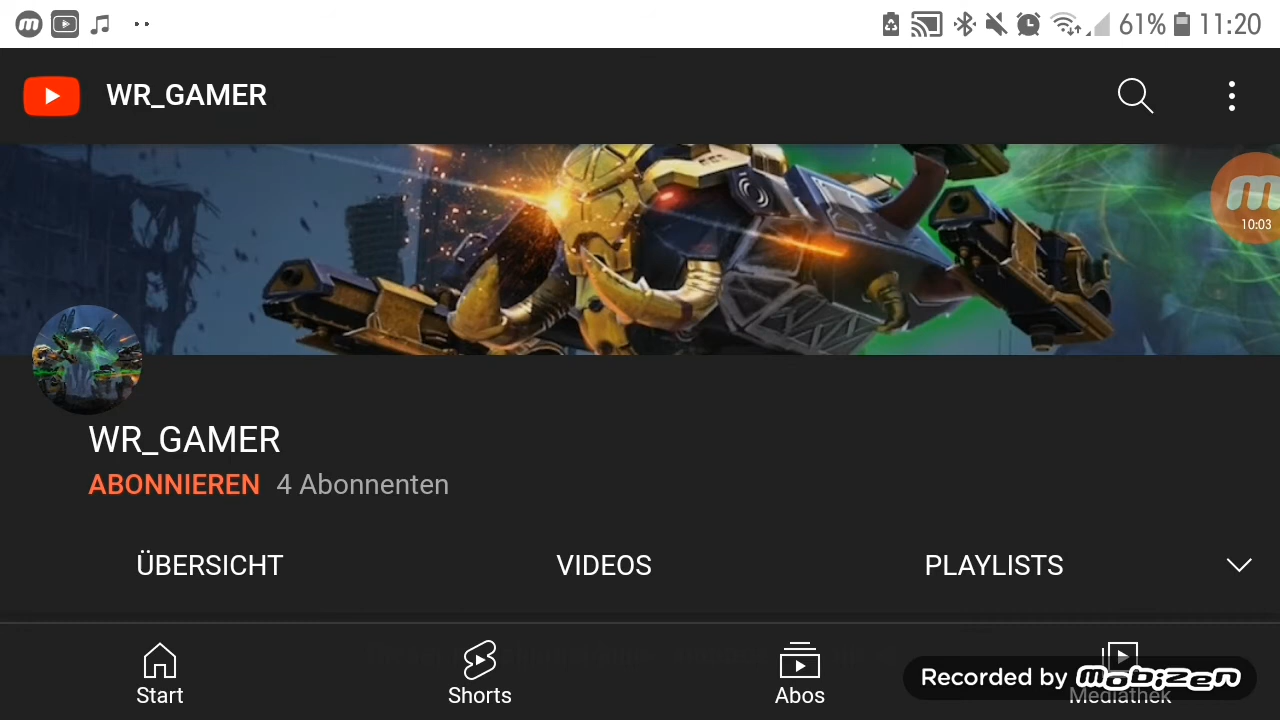 61% 11:20
WR_GAMER
10:03
WR_GAMER
ABONNIEREN 4 Abonnenten
ÜBERSICHT VIDEOS PLAYLISTS
Start Shorts Abos Mediathek
Recorded by mobizen